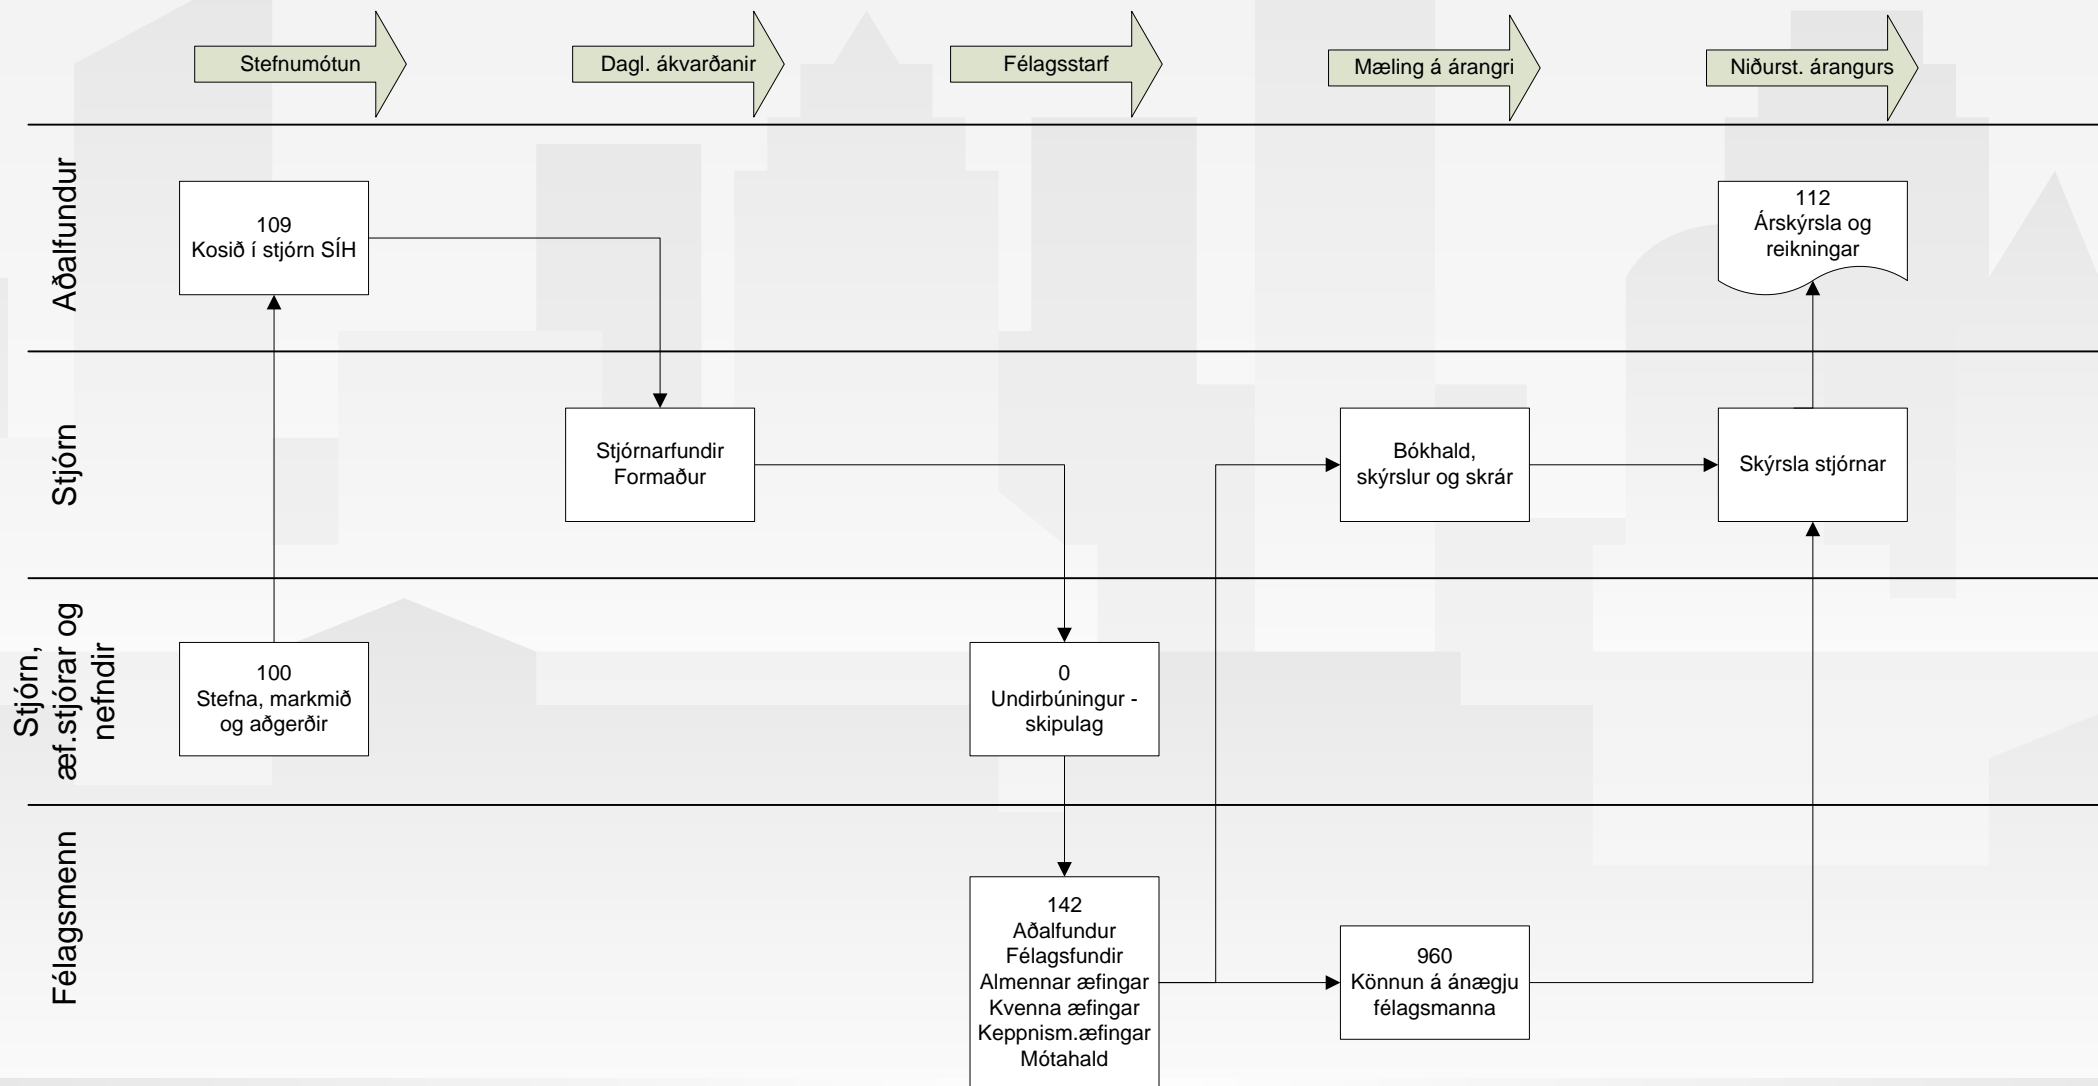 Stefnumótun
Dagl. ákvarðanir
Félagsstarf
Mæling á árangri
Niðurst. árangurs
Aðalfundur
109
Kosið í stjórn SÍH
112
Árskýrsla og
reikningar
Stjórn
Stjórnarfundir
Formaður
Bókhald,
skýrslur og skrár
Skýrsla stjórnar
Stjórn,
æf.stjórar og
nefndir
100
Stefna, markmið
og aðgerðir
0
Undirbúningur -
skipulag
Félagsmenn
142
Aðalfundur
Félagsfundir
Almennar æfingar
Kvenna æfingar
Keppnism.æfingar
Mótahald
960
Könnun á ánægju
félagsmanna